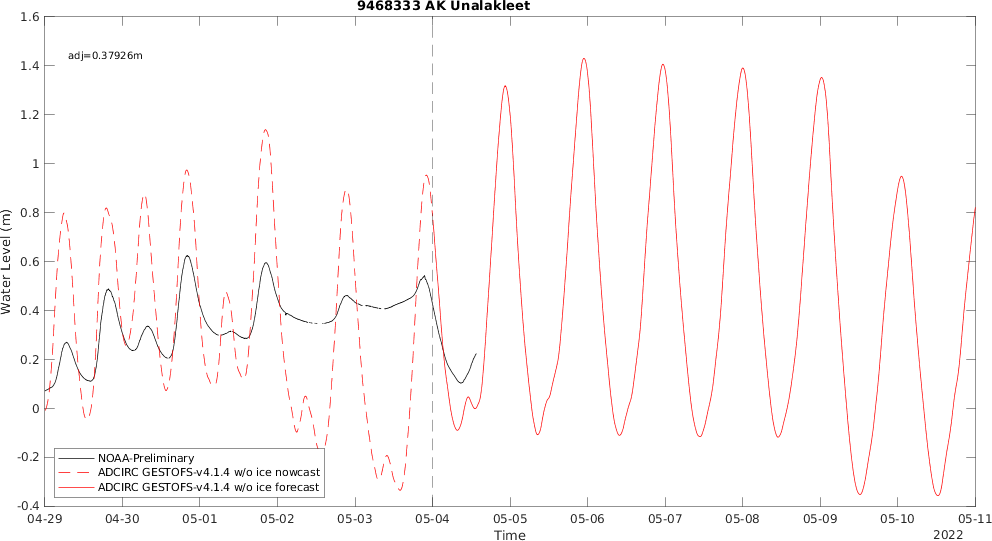 9468333 AK Unalakleet
adj=0.37926m
1.6
1.4
1.2
1
0.8
0.6
0.4
0.2
0
-0.2
-0.4
Water Level (m)
NOAA-Preliminary
ADCIRC GESTOFS-v4.1.4 w/o ice nowcast
ADCIRC GESTOFS-v4.1.4 w/o ice forecast
04-29 04-30 05-01 05-02 05-03 05-04 05-05 05-06 05-07 05-08 05-09 05-10 05-11
Time
2022